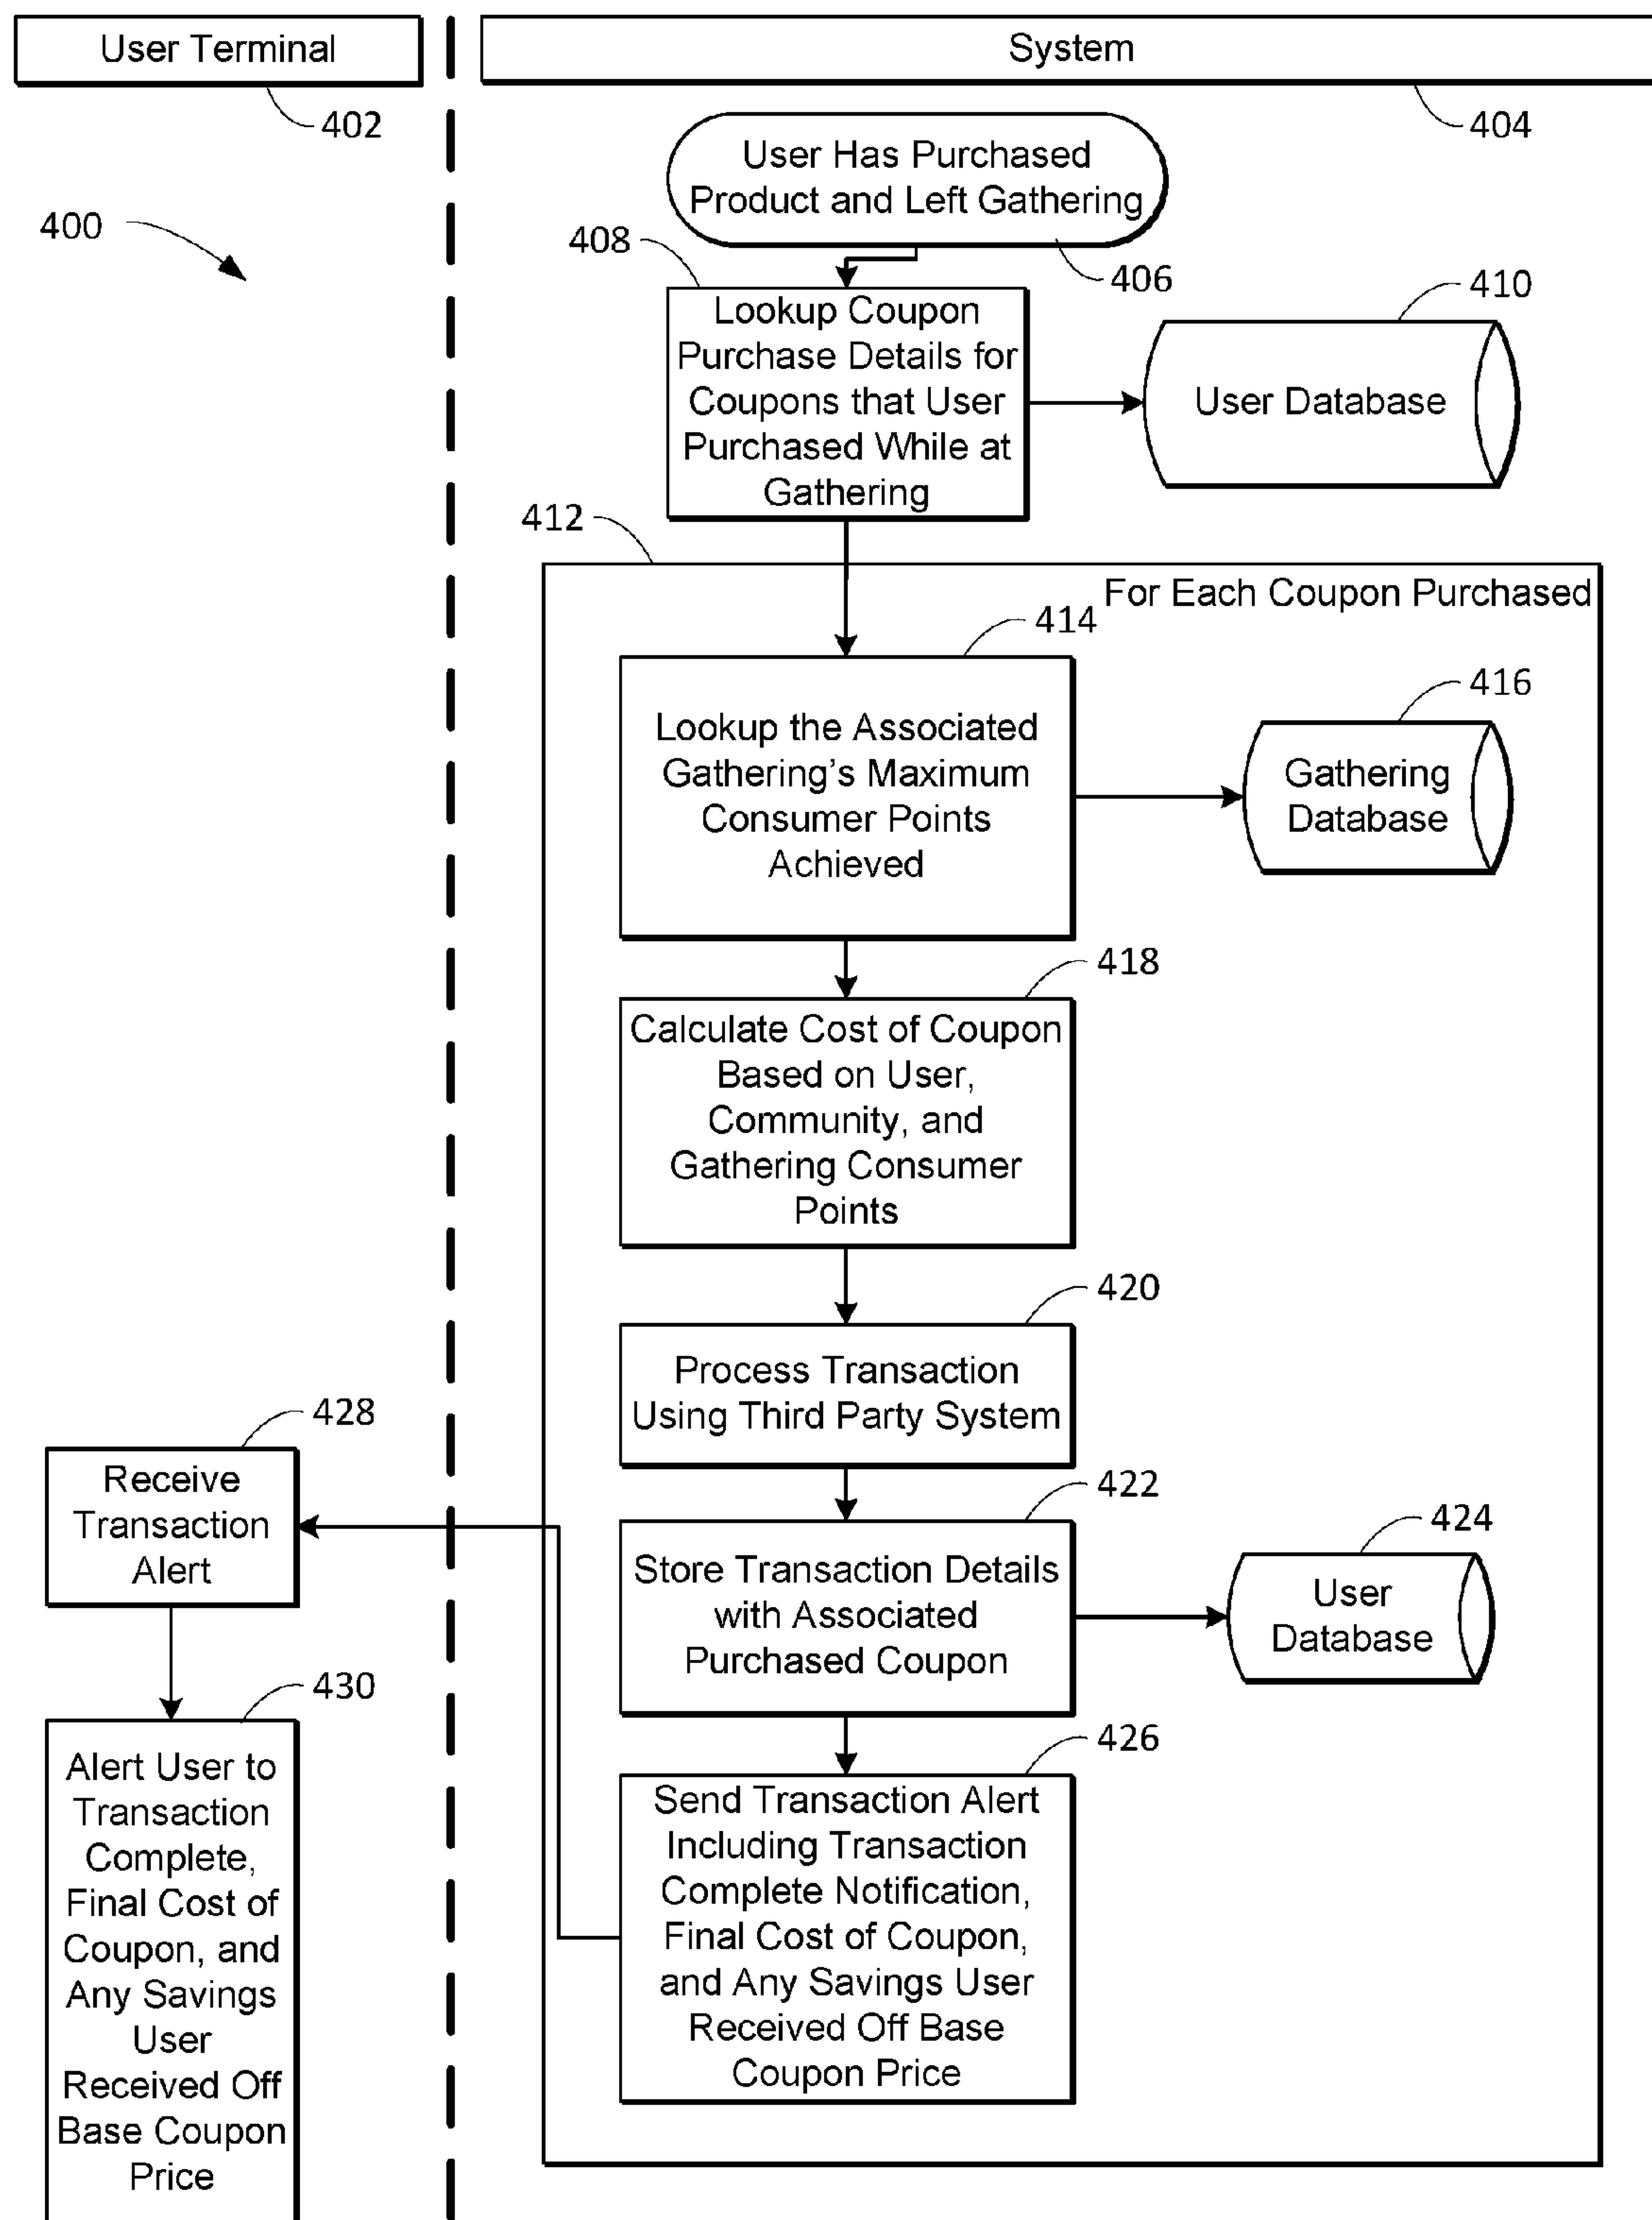 User Terminal
System
402
404
400
User Has Purchased
Product and Left Gathering
406
408
Lookup Coupon
Purchase Details for
Coupons that User
Purchased While at
Gathering
410
User Database
412
For Each Coupon Purchased
414
Lookup the Associated
Gathering's Maximum
Consumer Points
Achieved
416
Gathering
Database
418
Calculate Cost of Coupon
Based on User,
Community, and
Gathering Consumer
Points
420
Process Transaction
Using Third Party System
422
Store Transaction Details
with Associated
Purchased Coupon
424
User
Database
426
Send Transaction Alert
Including Transaction
Complete Notification,
Final Cost of Coupon,
and Any Savings User
Received Off Base
Coupon Price
428
Receive
Transaction
Alert
430
Alert User to
Transaction
Complete,
Final Cost of
Coupon, and
Any Savings
User
Received Off
Base Coupon
Price